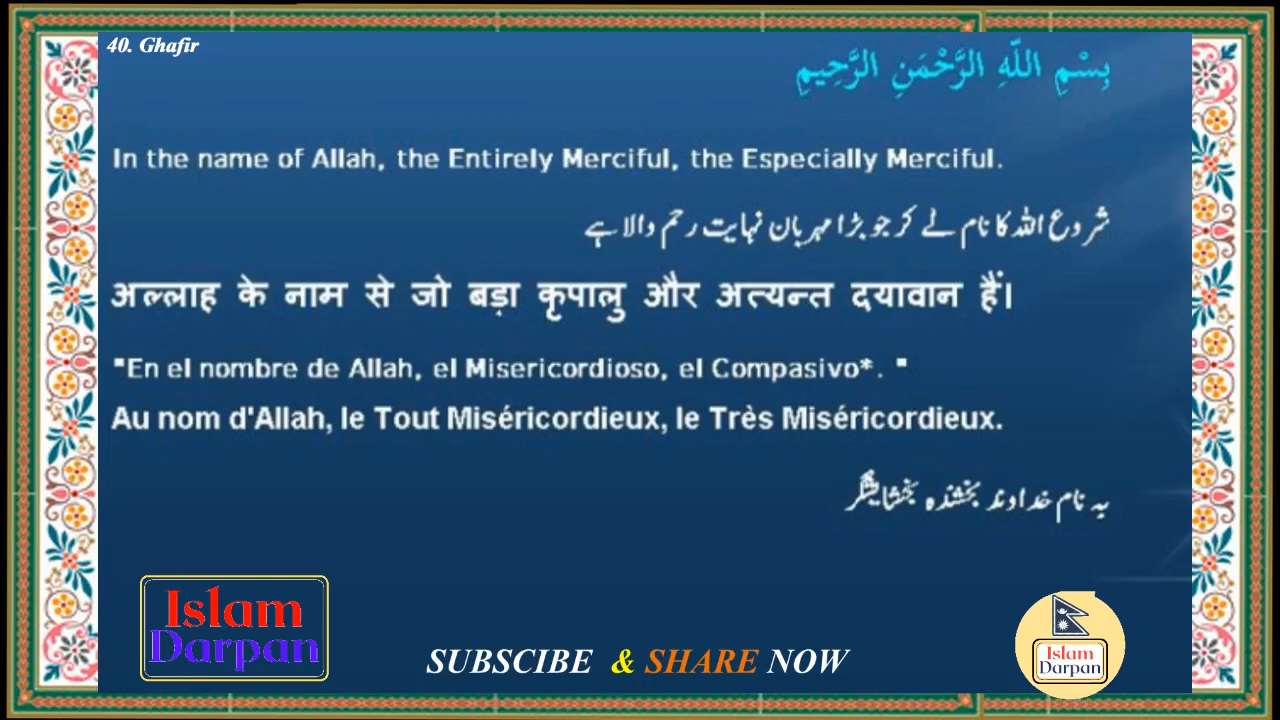 40. Ghafir
بِسْمِ اللَّهِ الرَّحْمَنِ الرَّحِيمِ
In the name of Allah, the Entirely Merciful, the Especially Merciful.
شروع اللہ کا نام لے کر جو بڑا مہربان نہایت رحم والا ہے
अल्लाह के नाम से जो बड़ा कृपालु और अत्यन्त दयावान हैं।
"En el nombre de Allah, el Misericordioso, el Compasivo*. "
Au nom d'Allah, le Tout Miséricordieux, le Très Miséricordieux.
به نام خداوند بخشنده بخشایشگر
Islam
Darpan
SUBSCIBE & SHARE NOW
Islam
Darpan